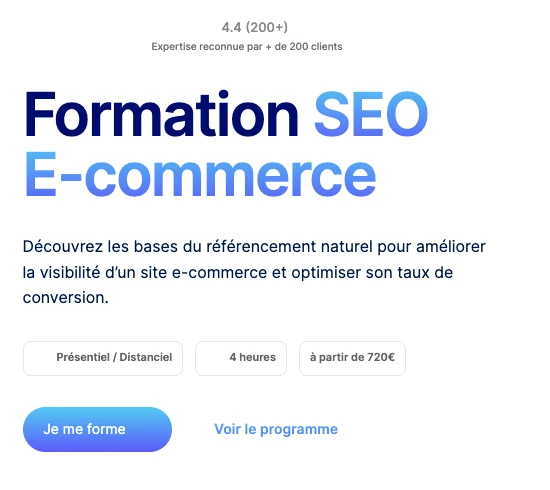 4.4 (200+)
Expertise reconnue par + de 200 clients
Formation SEO
E-commerce
Découvrez les bases du référencement naturel pour améliorer
la visibilité d’un site e-commerce et optimiser son taux de
conversion.
Présentiel / Distanciel
4 heures
à partir de 720€
Je me forme
Voir le programme